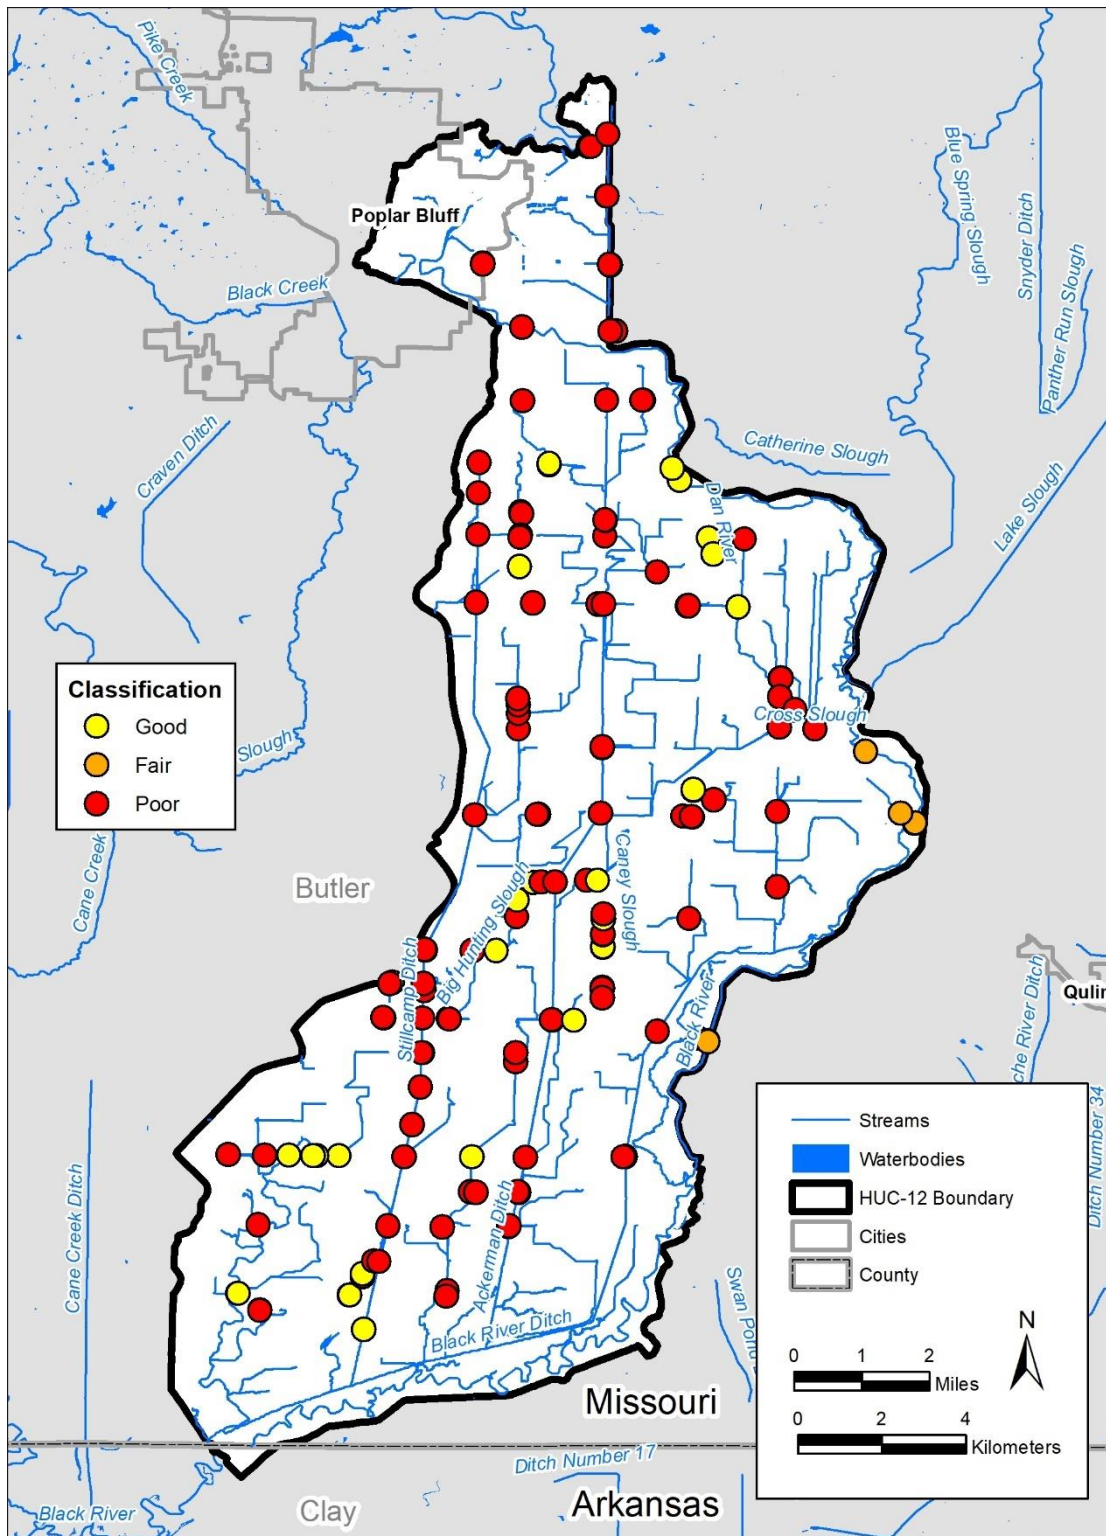 Pike Creek
Blue Spring Slough
Snyder Ditch
Panther Run Slough
Poplar Bluff
Black Creek
Craven Ditch
Catherine Slough
Lake Slough
Dan River
Classification
Good
Fair
Poor
Slough
Cross Slough
Cane Creek
Butler
Big Hunting Slough
Caney Slough
Stillcamp Ditch
Black River
Qulin
che River Ditch
Ditch Number 34
Cane Creek Ditch
Ackerman Ditch
Swan Pond
Black River Ditch
Streams
Waterbodies
HUC-12 Boundary
Cities
County
N
0 1 2
Miles
0 2 4
Kilometers
Missouri
Ditch Number 17
Black River
Clay
Arkansas